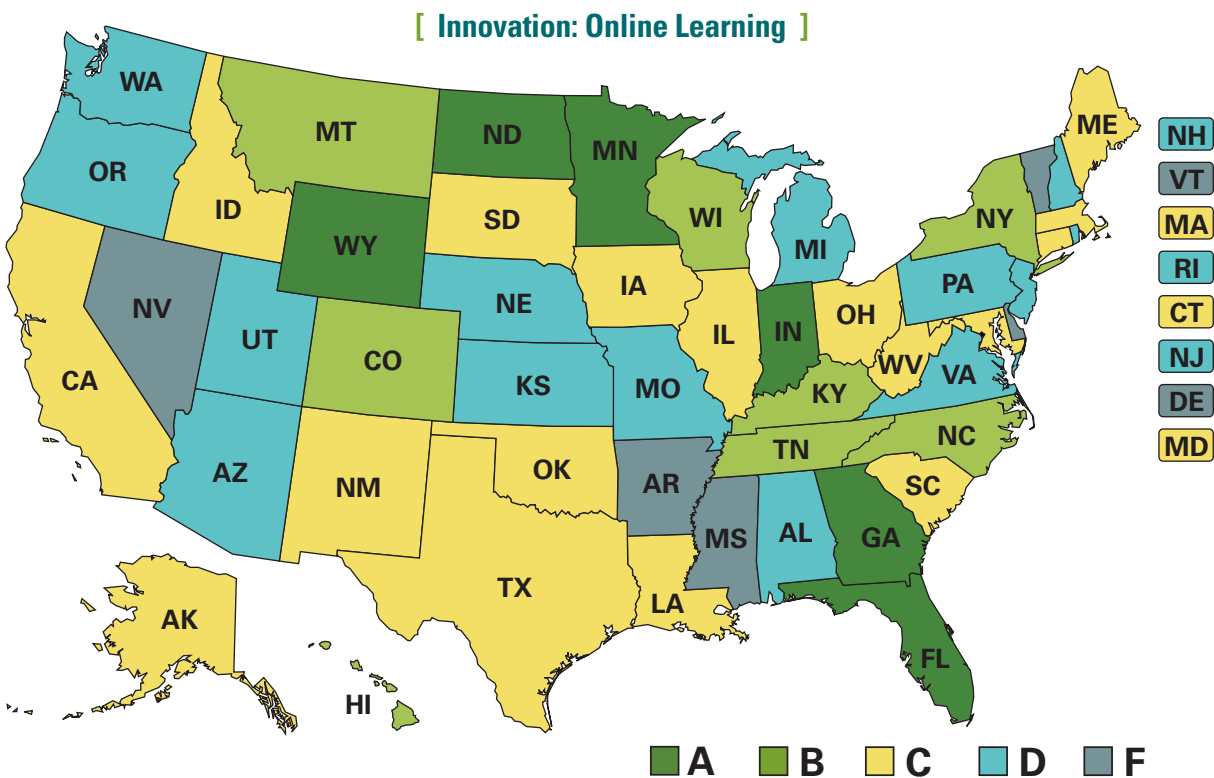 [ Innovation: Online Learning ]
WA
MT
ND
MN
ME
NH
OR
VT
ID
SD
WI
NY
MA
WY
MI
RI
NV
NE
IA
PA
CT
UT
IL
IN
OH
NJ
CO
KS
MO
WV
VA
CA
KY
DE
AZ
NM
OK
TN
NC
MD
AR
SC
TX
MS
AL
GA
AK
LA
FL
HI
A B C D F